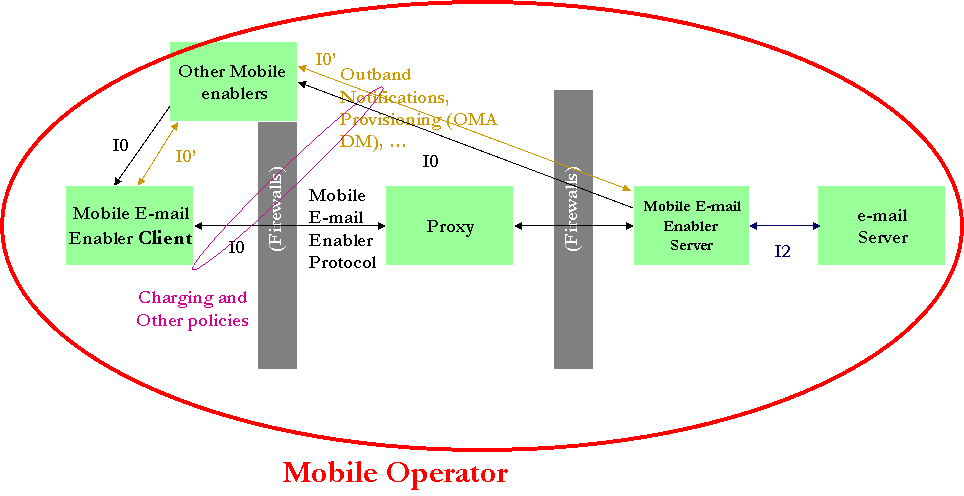 I0’
Other Mobile
enablers
Outband
Notifications,
Provisioning (OMA
DM), …
I0
I0’
I0
Mobile E-mail
Enabler Client
I0
(Firewalls)
Mobile
E-mail
Enabler
Protocol
Proxy
(Firewalls)
Mobile E-mail
Enabler
Server
I2
e-mail
Server
Charging and
Other policies
Mobile Operator